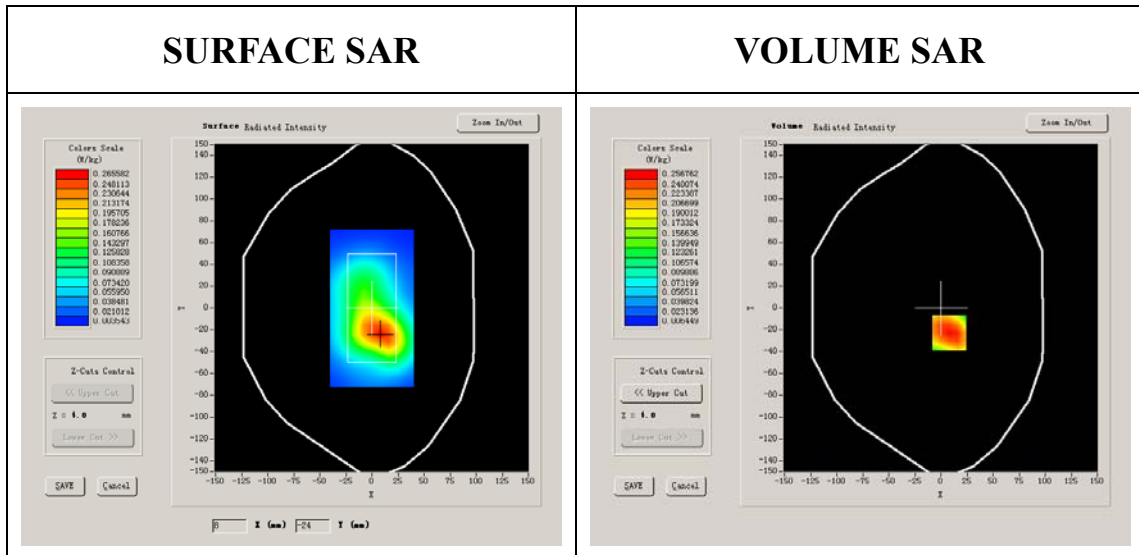 SURFACE SAR
VOLUME SAR
Surface Radiated Intensity
Zoom In/Out
Colors Scale
(W/kg)
0.265582
0.248113
0.230644
0.213174
0.195705
0.178236
0.160766
0.143297
0.125828
0.108358
0.090889
0.073420
0.055950
0.038481
0.021012
0.003543
150
140
120
100
80
60
40
20
0
-20
-40
-60
-80
-100
-120
-140
-150
Y
-150 -125 -100 -75 -50 -25 0 25 50 75 100 125 150
X
Z-Cuts Control
<< Upper Cut
Z = 4.0 mm
Lower Cut >>
SAVE
Cancel
8 X (mm) -24 Y (mm)
Volume Radiated Intensity
Zoom In/Out
Colors Scale
(W/kg)
0.256762
0.240074
0.223387
0.206699
0.190012
0.173324
0.156636
0.139949
0.123261
0.106574
0.089886
0.073199
0.056511
0.039824
0.023136
0.006449
150
140
120
100
80
60
40
20
0
-20
-40
-60
-80
-100
-120
-140
-150
Y
-150 -125 -100 -75 -50 -25 0 25 50 75 100 125 150
X
Z-Cuts Control
<< Upper Cut
Z = 4.0 mm
Lower Cut >>
SAVE
Cancel